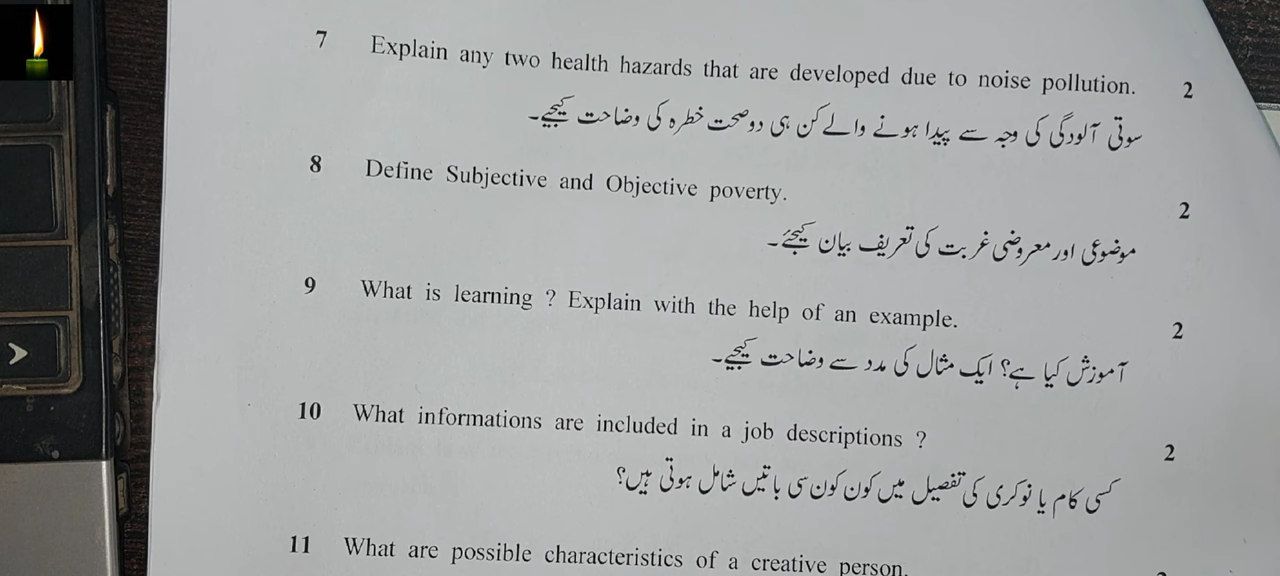 7 Explain any two health hazards that are developed due to noise pollution. 2
سوتی آلودگی کی وجہ سے پیدا ہونے والے کن ہی دو صحت خطرہ کی وضاحت کیجیے۔
8 Define Subjective and Objective poverty. 2
موضوعی اور معروضی غربت کی تعریف بیان کیجئے۔
9 What is learning ? Explain with the help of an example. 2
آموزش کیا ہے؟ ایک مثال کی مدد سے وضاحت کیجیے۔
10 What informations are included in a job descriptions ? 2
کسی کام یا نوکری کی تفصیل میں کون کون سی باتیں شامل ہوتی ہیں؟
11 What are possible characteristics of a creative person.